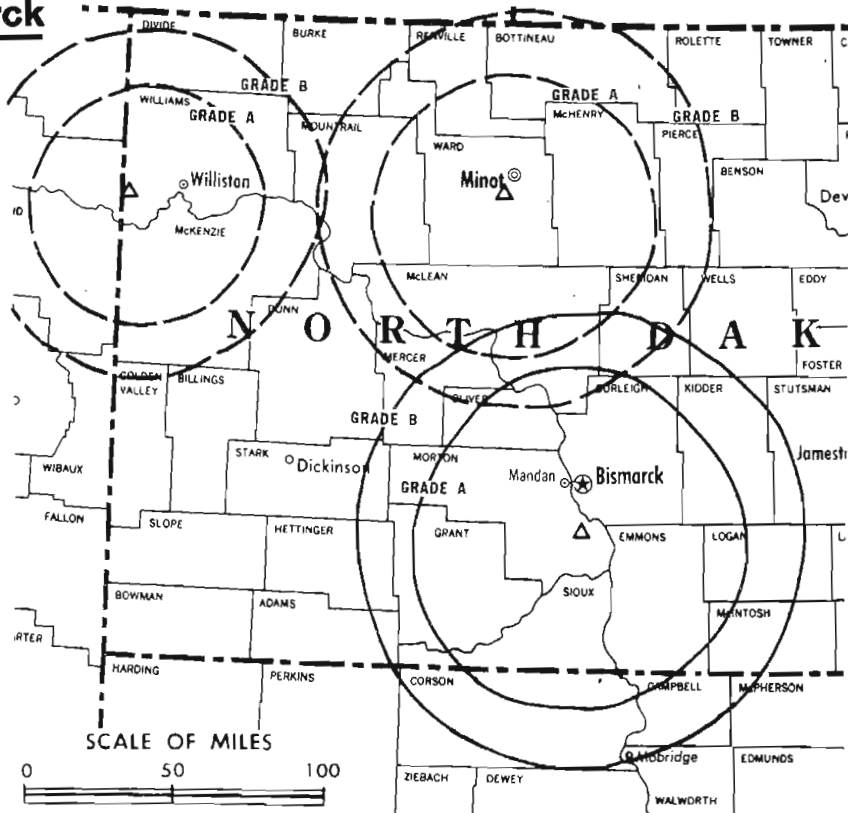 rck
DIVIDE
BURKE
RENVILLE
BOTTINEAU
ROLETTE
TOWNER
GRADE B
WILLIAMS
GRADE A
MOUNTRAIL
WARD
GRADE A
McHENRY
GRADE B
PIERCE
BENSON
Williston
Minot
Dev
McKENZIE
McLEAN
SHERIDAN
WELLS
EDDY
DUNN
NORTH DAK
MERCER
FOSTER
GOLDEN
VALLEY
BILLINGS
OLIVER
BURLEIGH
KIDDER
STUTSMAN
GRADE B
STARK
Dickinson
MORTON
Jamest
WIBAUX
Mandan
Bismarck
GRADE A
FALLON
SLOPE
HETTINGER
GRANT
EMMONS
LOGAN
BOWMAN
ADAMS
SIOUX
McINTOSH
RTER
HARDING
PERKINS
CORSON
CAMPBELL
McPHERSON
SCALE OF MILES
0 50 100
ZIEBACH
DEWEY
Mobridge
EDMUNDS
WALWORTH